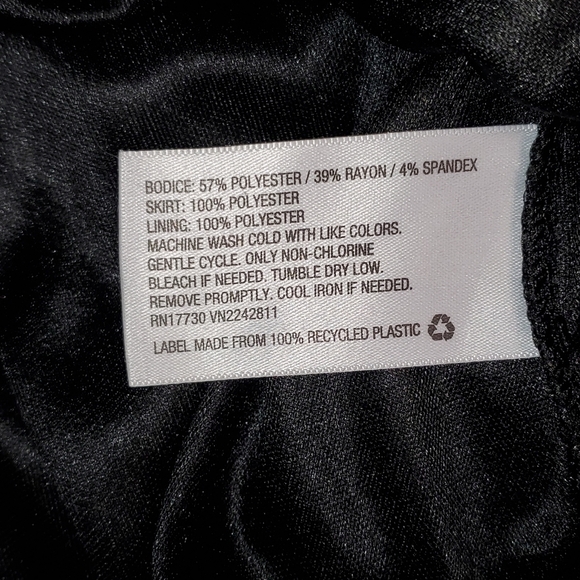 BODICE: 57% POLYESTER / 39% RAYON / 4% SPANDEX
SKIRT: 100% POLYESTER
LINING: 100% POLYESTER
MACHINE WASH COLD WITH LIKE COLORS.
GENTLE CYCLE. ONLY NON-CHLORINE
BLEACH IF NEEDED. TUMBLE DRY LOW.
REMOVE PROMPTLY. COOL IRON IF NEEDED.
RN17730 VN2242811
LABEL MADE FROM 100% RECYCLED PLASTIC